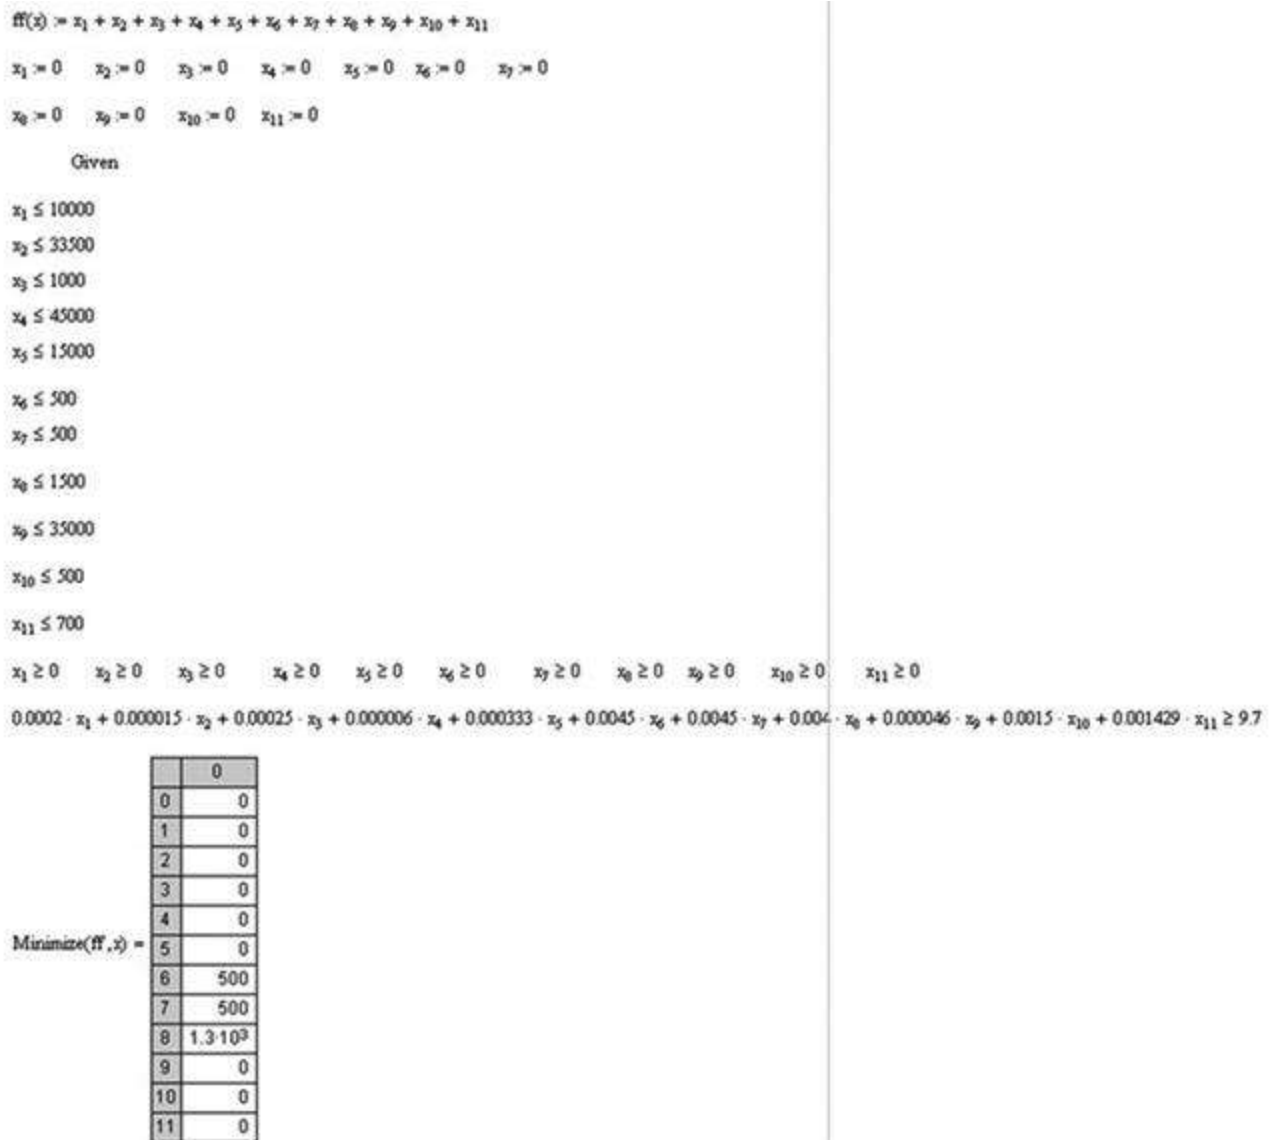 ff(x) := x₁ + x₂ + x₃ + x₄ + x₅ + x₆ + x₇ + x₈ + x₉ + x₁₀ + x₁₁
x₁ := 0 x₂ := 0 x₃ := 0 x₄ := 0 x₅ := 0 x₆ := 0 x₇ := 0
x₈ := 0 x₉ := 0 x₁₀ := 0 x₁₁ := 0
Given
x₁ ≤ 10000
x₂ ≤ 33500
x₃ ≤ 1000
x₄ ≤ 45000
x₅ ≤ 15000
x₆ ≤ 500
x₇ ≤ 500
x₈ ≤ 1500
x₉ ≤ 35000
x₁₀ ≤ 500
x₁₁ ≤ 700
x₁ ≥ 0 x₂ ≥ 0 x₃ ≥ 0 x₄ ≥ 0 x₅ ≥ 0 x₆ ≥ 0 x₇ ≥ 0 x₈ ≥ 0 x₉ ≥ 0 x₁₀ ≥ 0 x₁₁ ≥ 0
0.0002 · x₁ + 0.000015 · x₂ + 0.00025 · x₃ + 0.000006 · x₄ + 0.000333 · x₅ + 0.0045 · x₆ + 0.0045 · x₇ + 0.004 · x₈ + 0.000046 · x₉ + 0.0015 · x₁₀ + 0.001429 · x₁₁ ≥ 9.7
Minimize(ff,x) =
0
0 0
1 0
2 0
3 0
4 0
5 0
6 500
7 500
8 1.3·10³
9 0
10 0
11 0